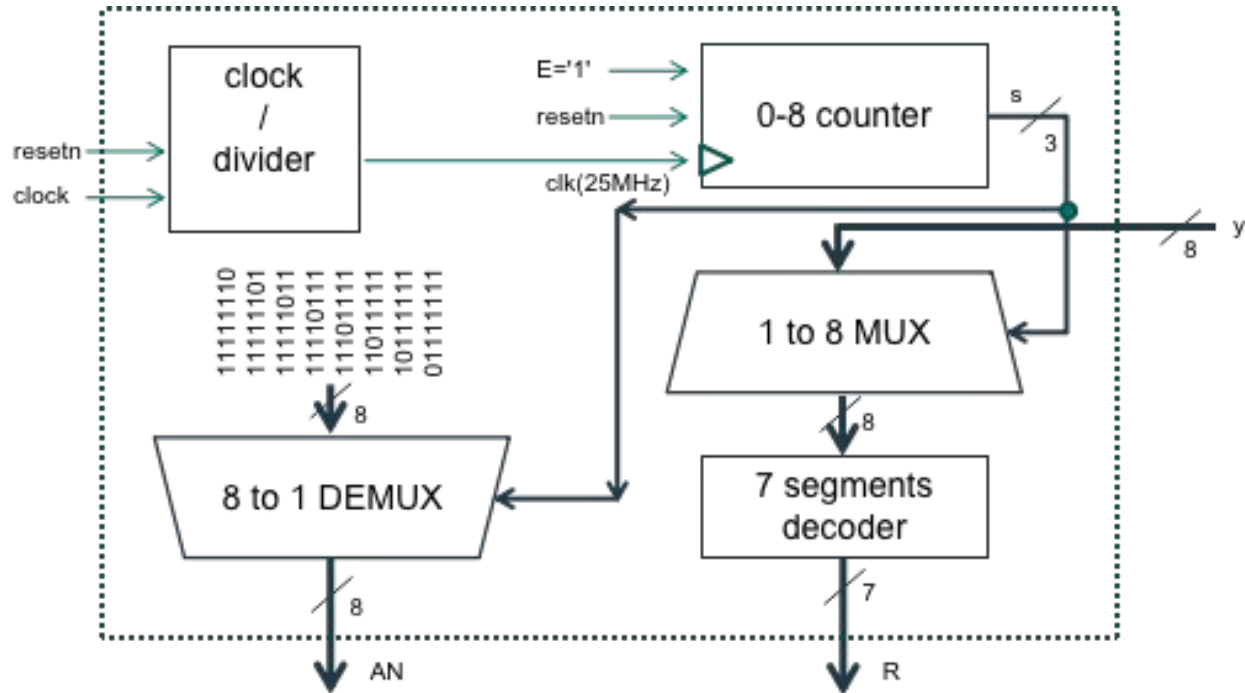 clock
/
divider
resetn
clock
E='1'
resetn
clk(25MHz)
0-8 counter
s
3
y
8
11111110
11111101
11111011
11110111
11101111
11011111
10111111
01111111
8
1 to 8 MUX
8
8 to 1 DEMUX
7 segments
decoder
8
7
AN
R